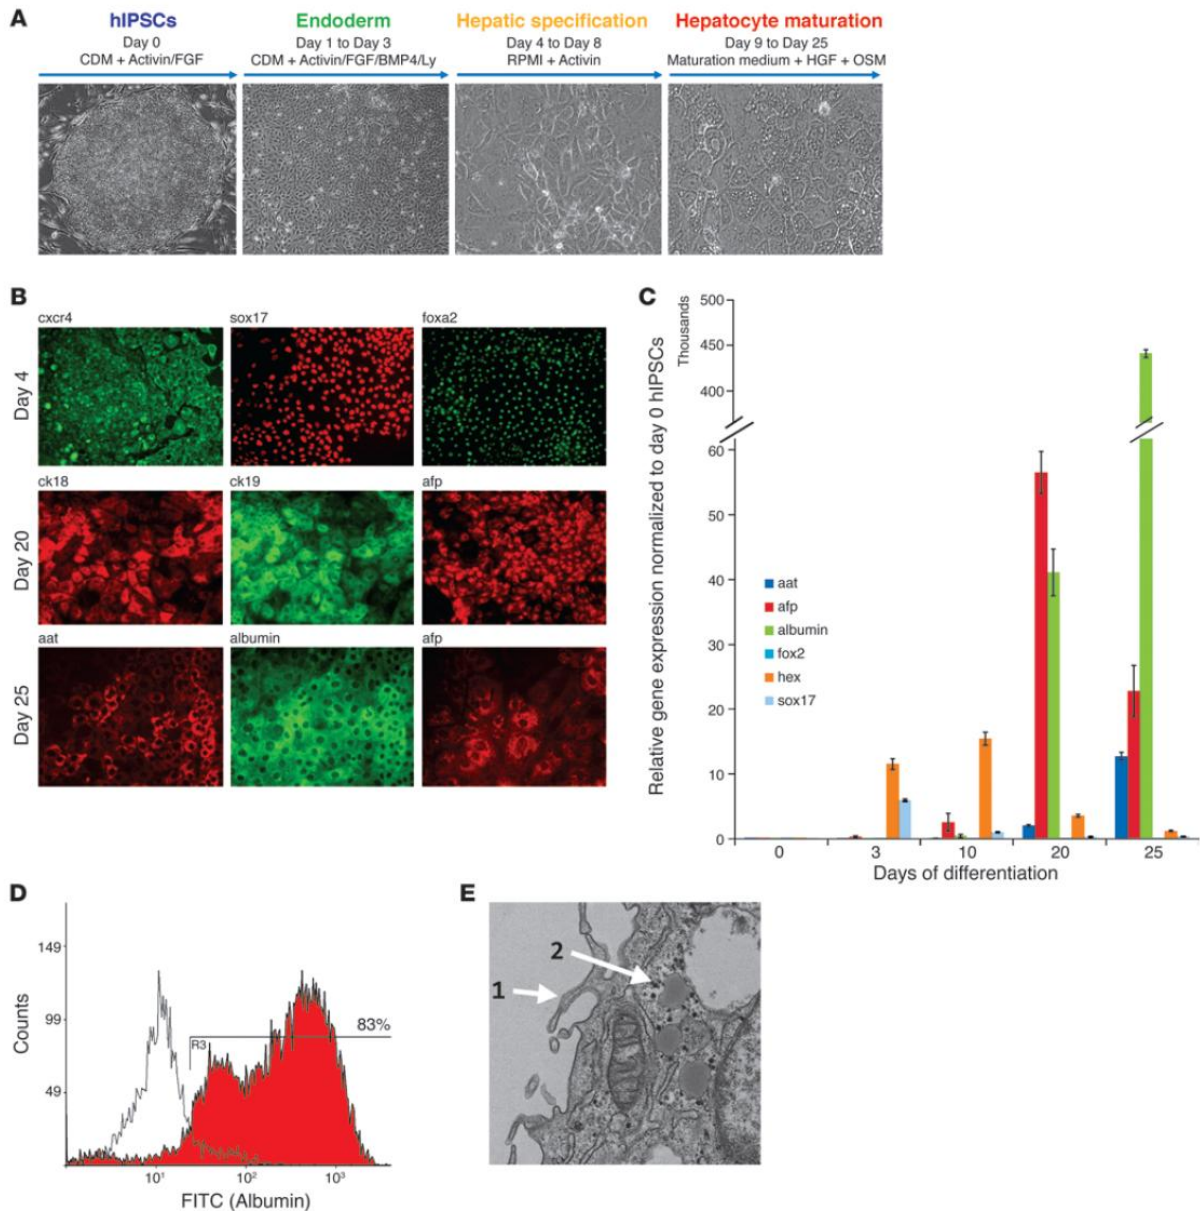 A
hIPSCs
Day 0
CDM + Activin/FGF
Endoderm
Day 1 to Day 3
CDM + Activin/FGF/BMP4/Ly
Hepatic specification
Day 4 to Day 8
RPMI + Activin
Hepatocyte maturation
Day 9 to Day 25
Maturation medium + HGF + OSM
B
Day 4
cxcr4
sox17
foxa2
Day 20
ck18
ck19
afp
Day 25
aat
albumin
afp
C
Relative gene expression normalized to day 0 hIPSCs
Thousands
500
450
400
60
50
40
30
20
10
0
aat
afp
albumin
fox2
hex
sox17
0
3
10
20
25
Days of differentiation
D
Counts
149
99
49
R3
83%
10¹
10²
10³
FITC (Albumin)
E
1
2